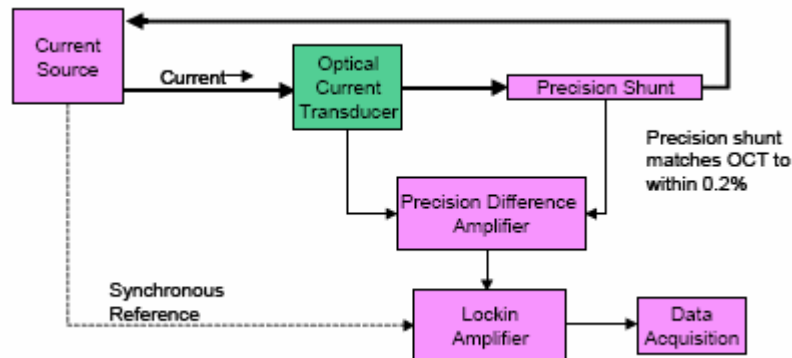 Current
Source
Current
Optical
Current
Transducer
Precision Shunt
Precision shunt
matches OCT to
within 0.2%
Precision Difference
Amplifier
Synchronous
Reference
Lockin
Amplifier
Data
Acquisition